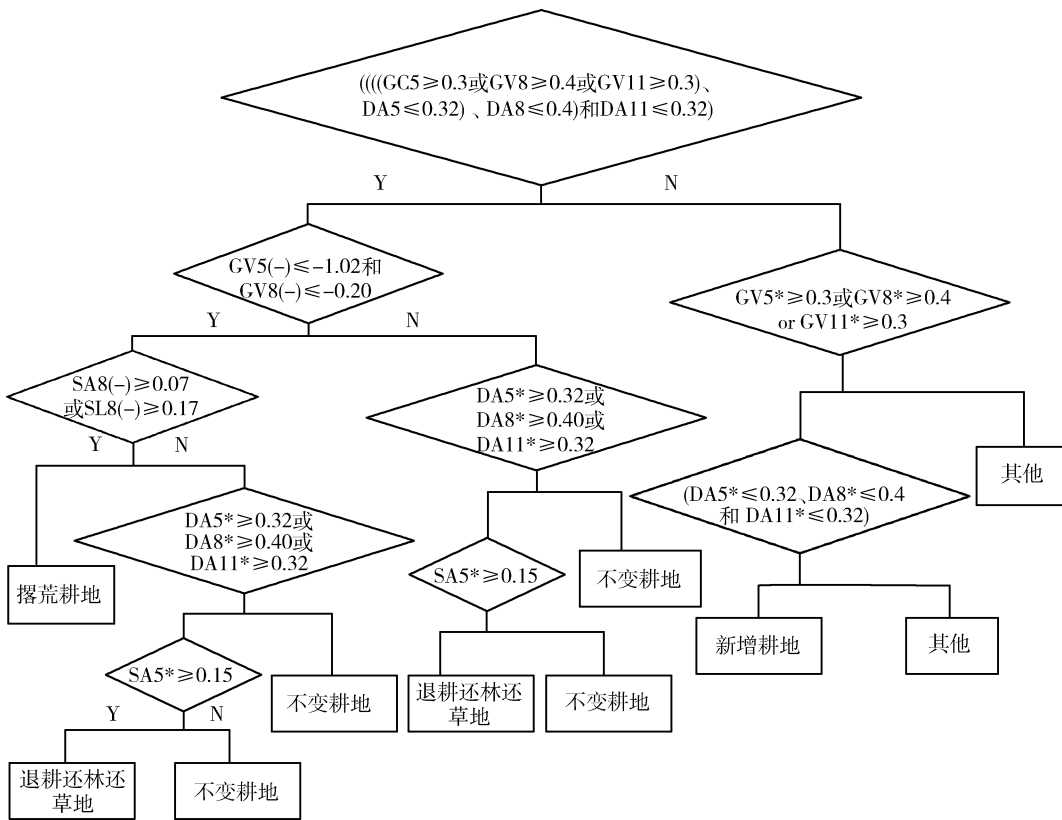 ((((GC5≥0.3或GV8≥0.4或GV11≥0.3)、
DA5≤0.32) 、DA8≤0.4)和DA11≤0.32)
Y
N
GV5(–)≤-1.02和
GV8(–)≤-0.20
GV5*≥0.3或GV8*≥0.4
or GV11*≥0.3
Y
N
SA8(–)≥0.07
或SL8(–)≥0.17
DA5*≥0.32或
DA8*≥0.40或
DA11*≥0.32
Y
N
其他
(DA5*≤0.32、DA8*≤0.4
和 DA11*≤0.32)
DA5*≥0.32或
DA8*≥0.40或
DA11*≥0.32
SA5*≥0.15
不变耕地
撂荒耕地
新增耕地
其他
SA5*≥0.15
不变耕地
退耕还林还
草地
不变耕地
Y
N
退耕还林还
草地
不变耕地